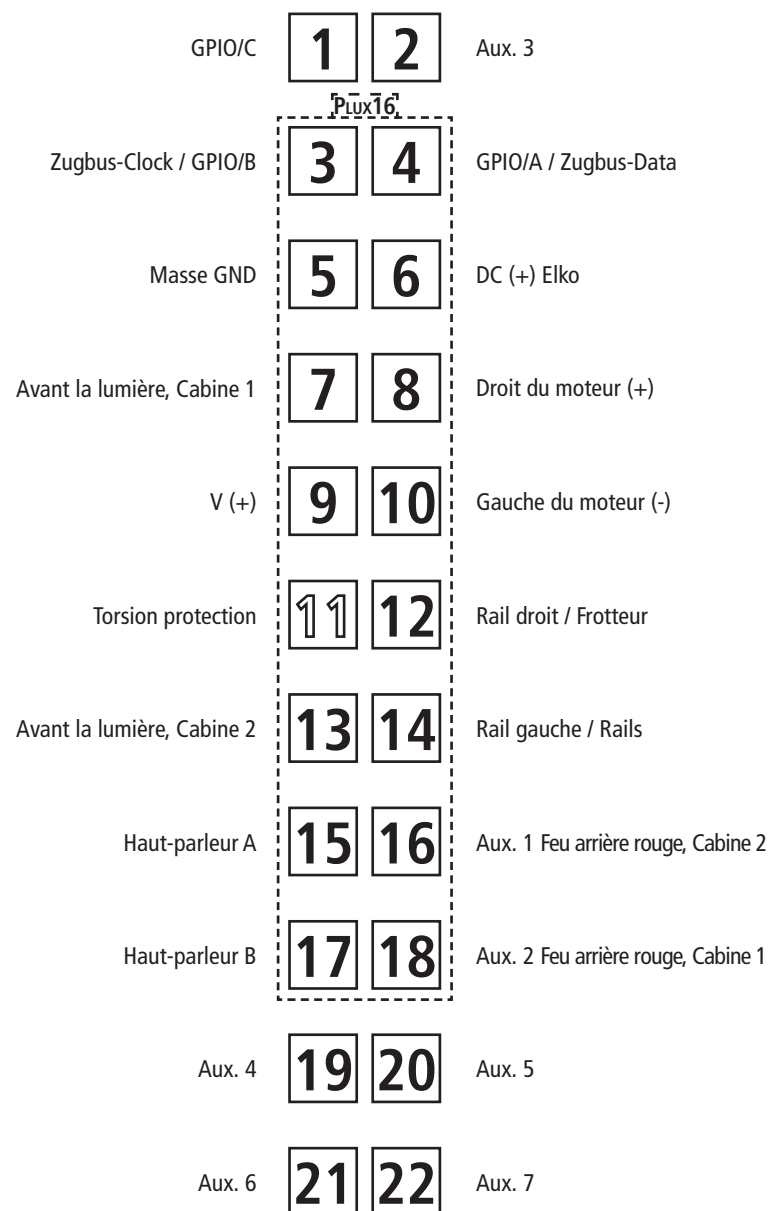 GPIO/C 1 2 Aux. 3
PLUX16
Zugbus-Clock / GPIO/B 3 4 GPIO/A / Zugbus-Data
Masse GND 5 6 DC (+) Elko
Avant la lumière, Cabine 1 7 8 Droit du moteur (+)
V (+) 9 10 Gauche du moteur (-)
Torsion protection 11 12 Rail droit / Frotteur
Avant la lumière, Cabine 2 13 14 Rail gauche / Rails
Haut-parleur A 15 16 Aux. 1 Feu arrière rouge, Cabine 2
Haut-parleur B 17 18 Aux. 2 Feu arrière rouge, Cabine 1
Aux. 4 19 20 Aux. 5
Aux. 6 21 22 Aux. 7